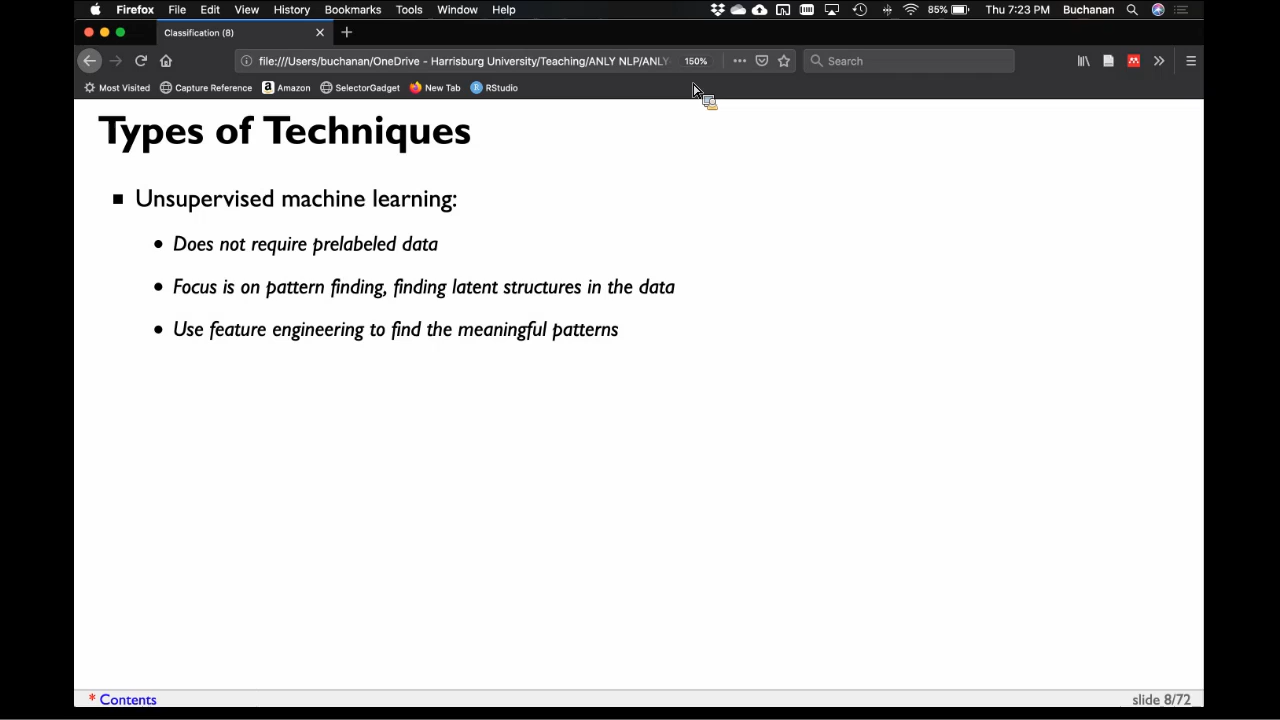 Firefox File Edit View History Bookmarks Tools Window Help 85% Thu 7:23 PM Buchanan
Classification (8)
file:///Users/buchanan/OneDrive - Harrisburg University/Teaching/ANLY NLP/ANLY 150% Search
Most Visited Capture Reference Amazon SelectorGadget New Tab RStudio
Types of Techniques
Unsupervised machine learning:
Does not require prelabeled data
Focus is on pattern finding, finding latent structures in the data
Use feature engineering to find the meaningful patterns
* Contents slide 8/72